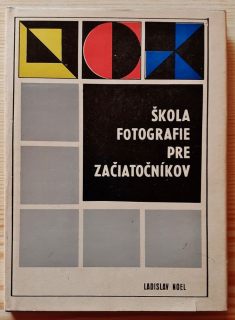 ŠKOLA
FOTOGRAFIE
PRE
ZAČIATOČNÍKOV
LADISLAV NOEL